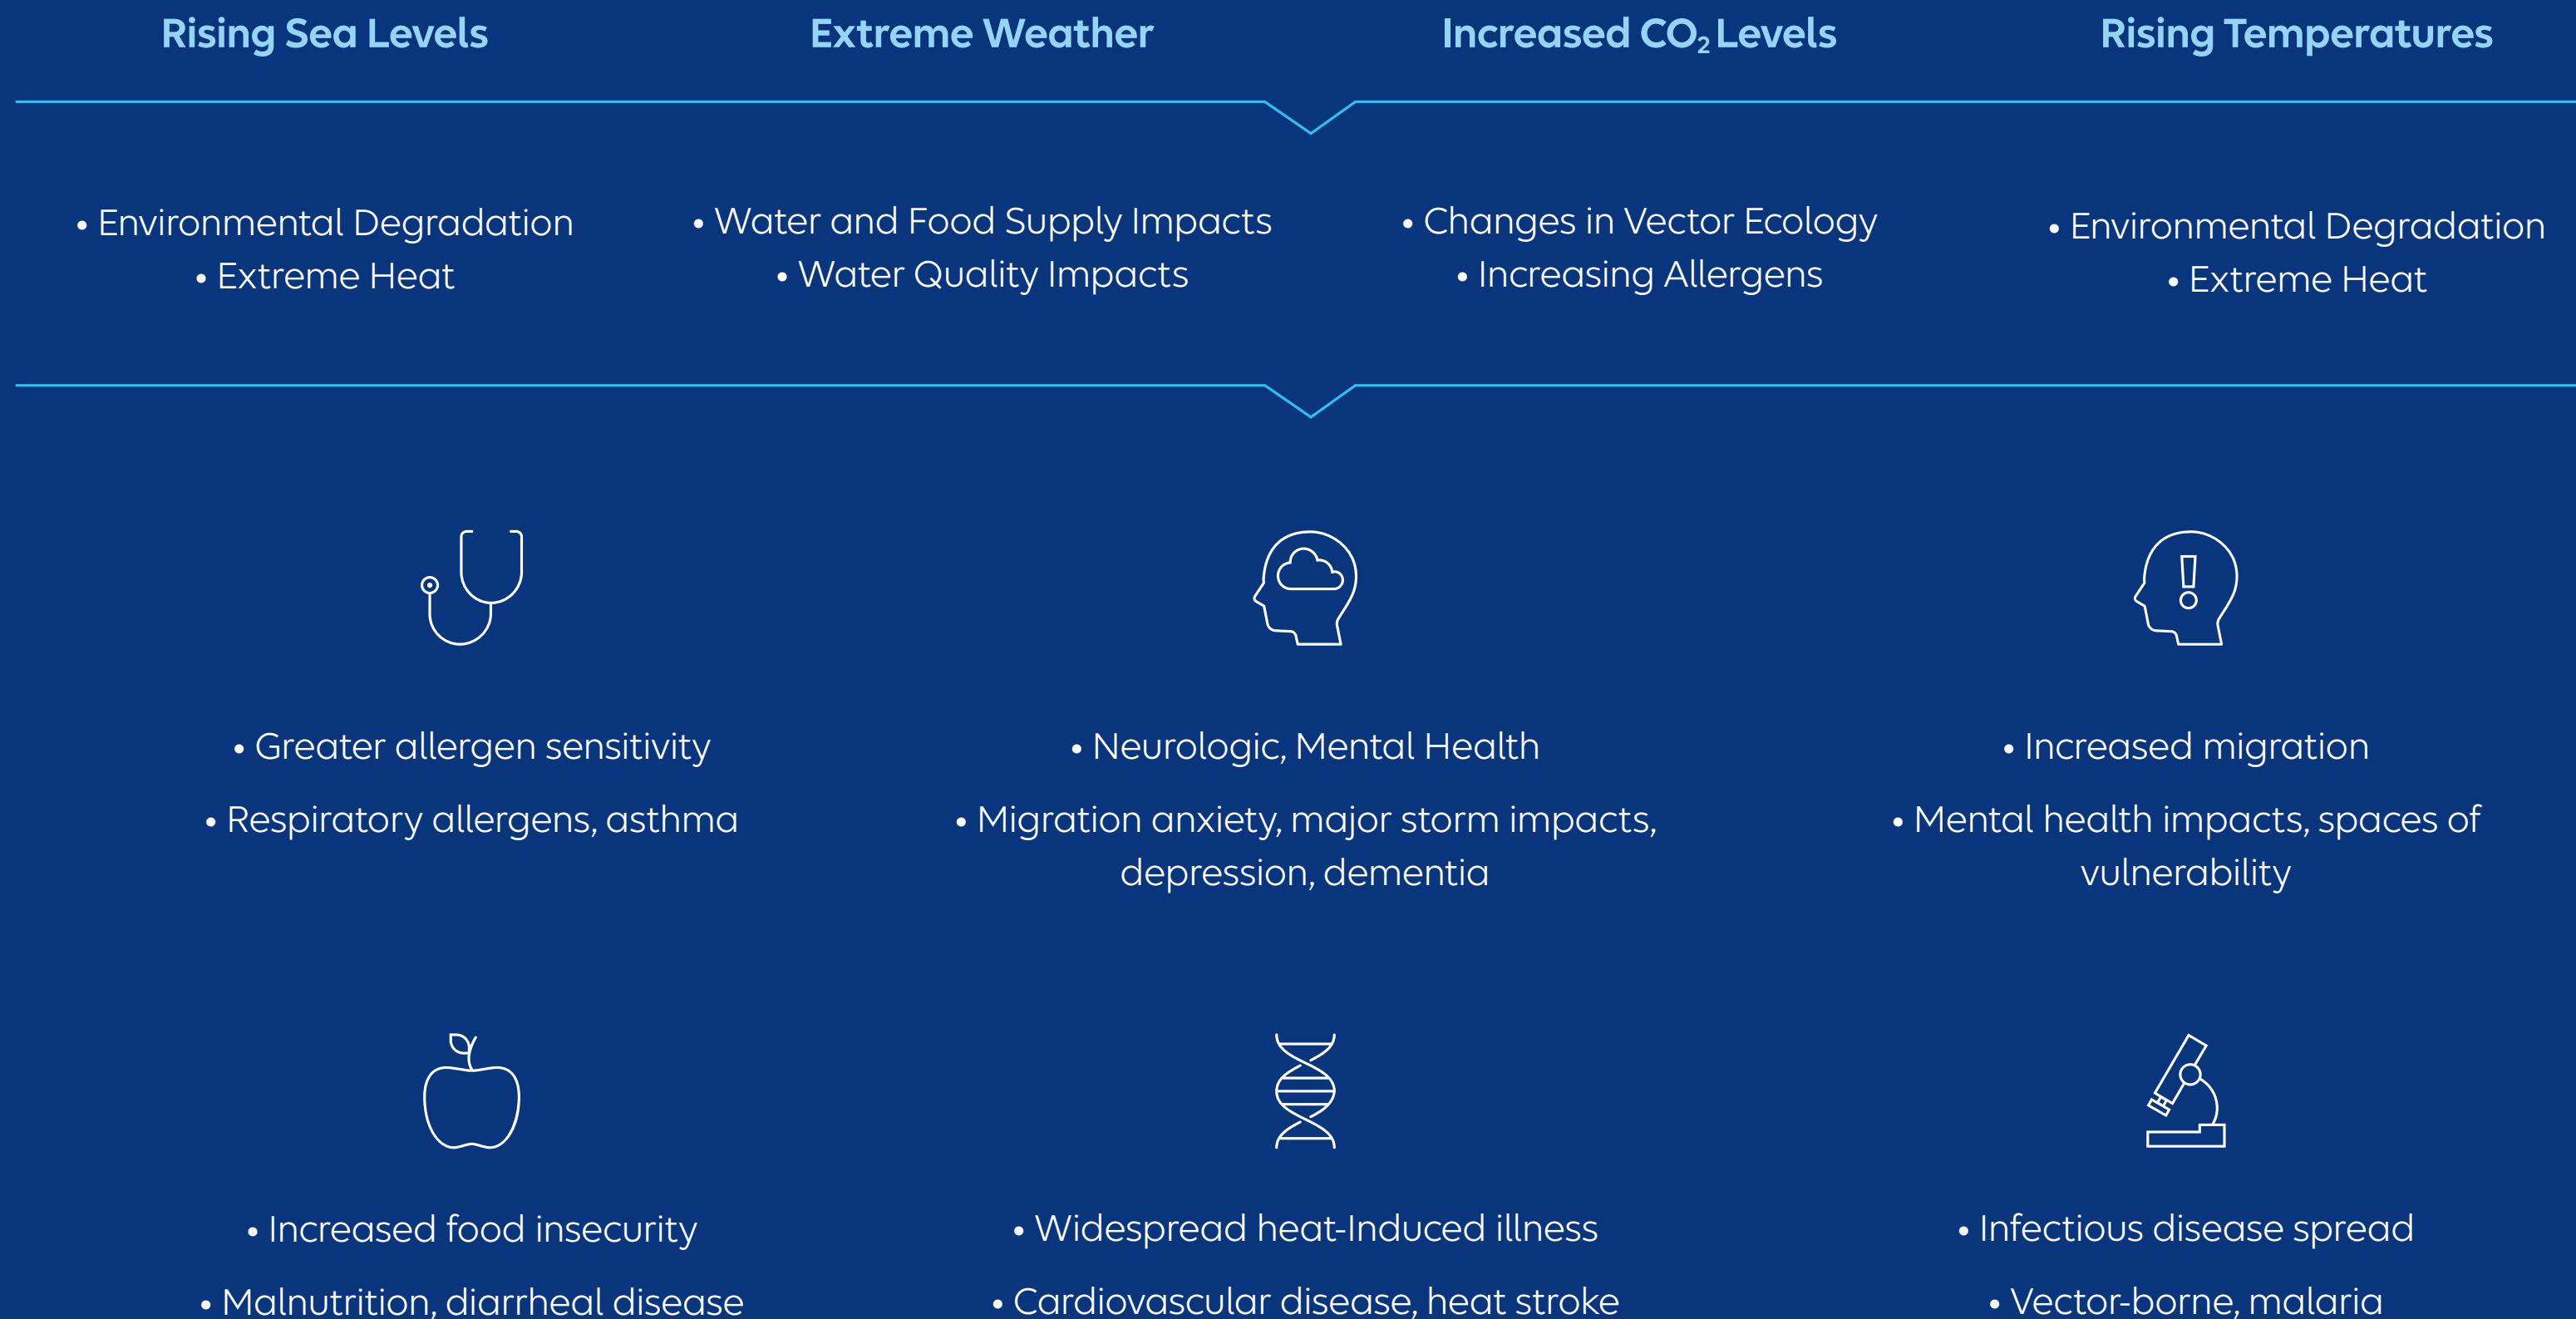 Rising Sea Levels
Extreme Weather
Increased CO₂ Levels
Rising Temperatures
• Environmental Degradation
• Extreme Heat
• Water and Food Supply Impacts
• Water Quality Impacts
• Changes in Vector Ecology
• Increasing Allergens
• Environmental Degradation
• Extreme Heat
• Greater allergen sensitivity
• Respiratory allergens, asthma
• Neurologic, Mental Health
• Migration anxiety, major storm impacts,
depression, dementia
• Increased migration
• Mental health impacts, spaces of
vulnerability
• Increased food insecurity
• Malnutrition, diarrheal disease
• Widespread heat-Induced illness
• Cardiovascular disease, heat stroke
• Infectious disease spread
• Vector-borne, malaria